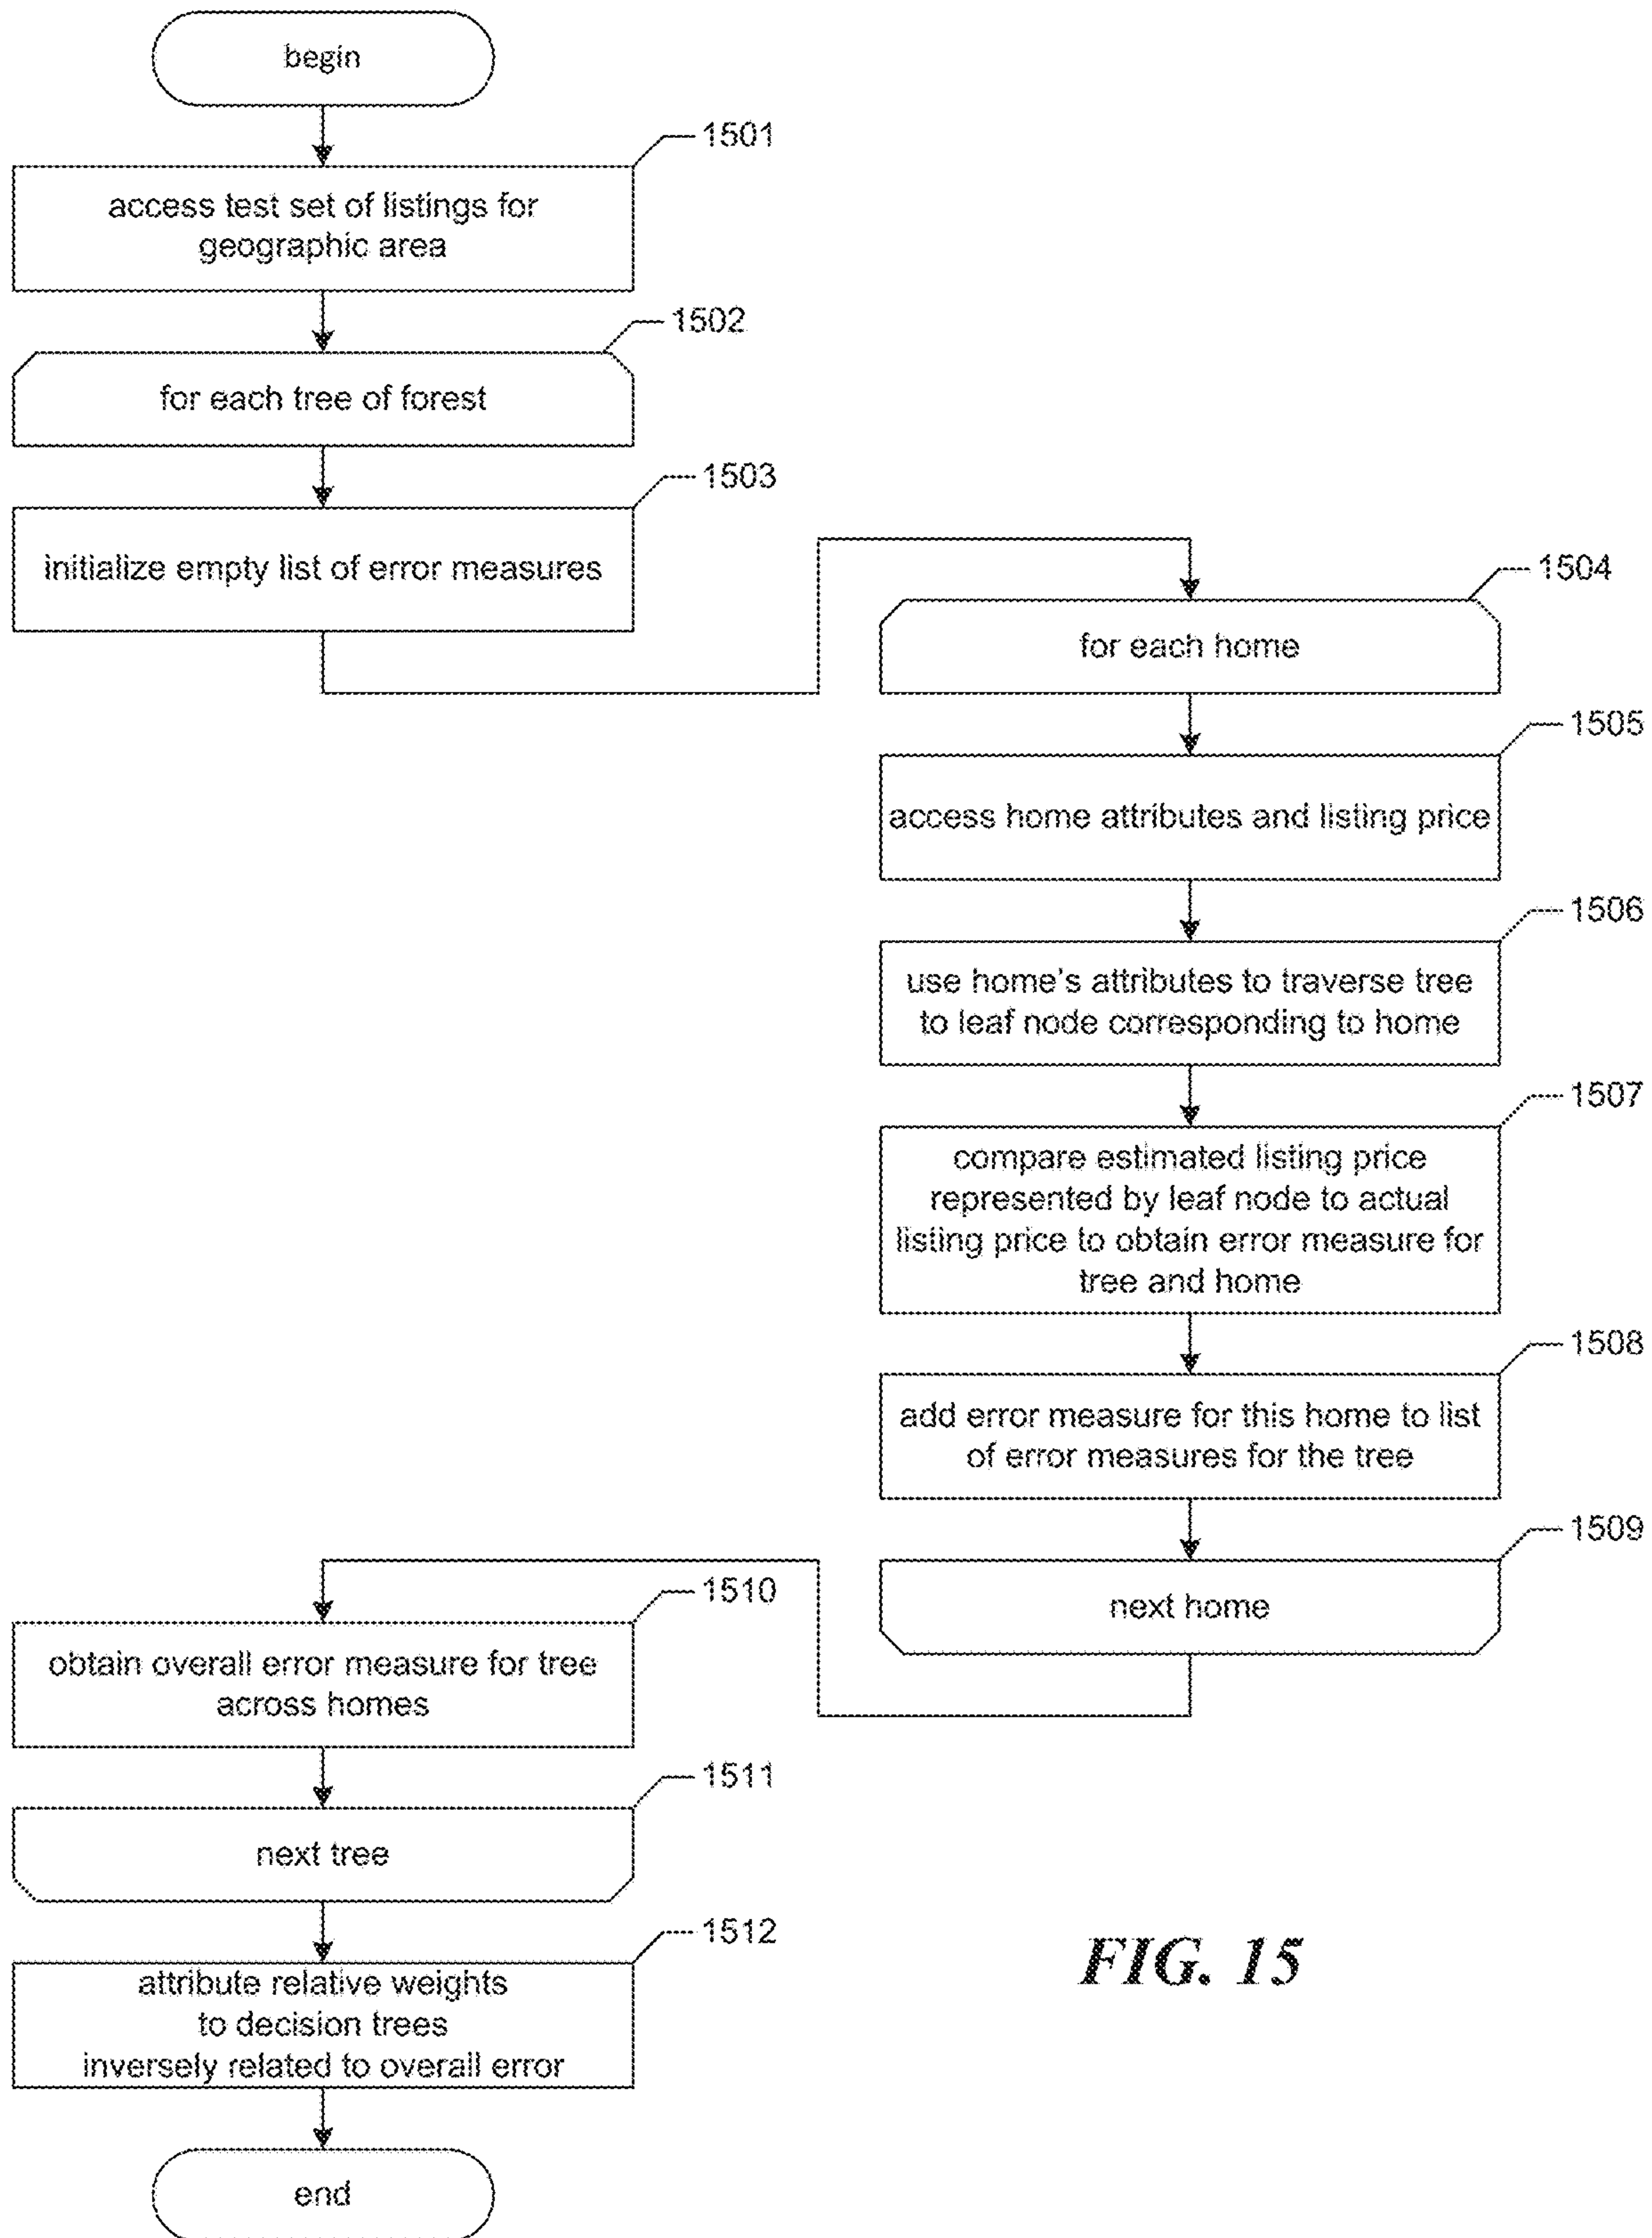 begin
1501
access test set of listings for
geographic area
1502
for each tree of forest
1503
initialize empty list of error measures
1504
for each home
1505
access home attributes and listing price
1506
use home's attributes to traverse tree
to leaf node corresponding to home
1507
compare estimated listing price
represented by leaf node to actual
listing price to obtain error measure for
tree and home
1508
add error measure for this home to list
of error measures for the tree
1509
next home
1510
obtain overall error measure for tree
across homes
1511
next tree
1512
attribute relative weights
to decision trees
inversely related to overall error
end
FIG. 15